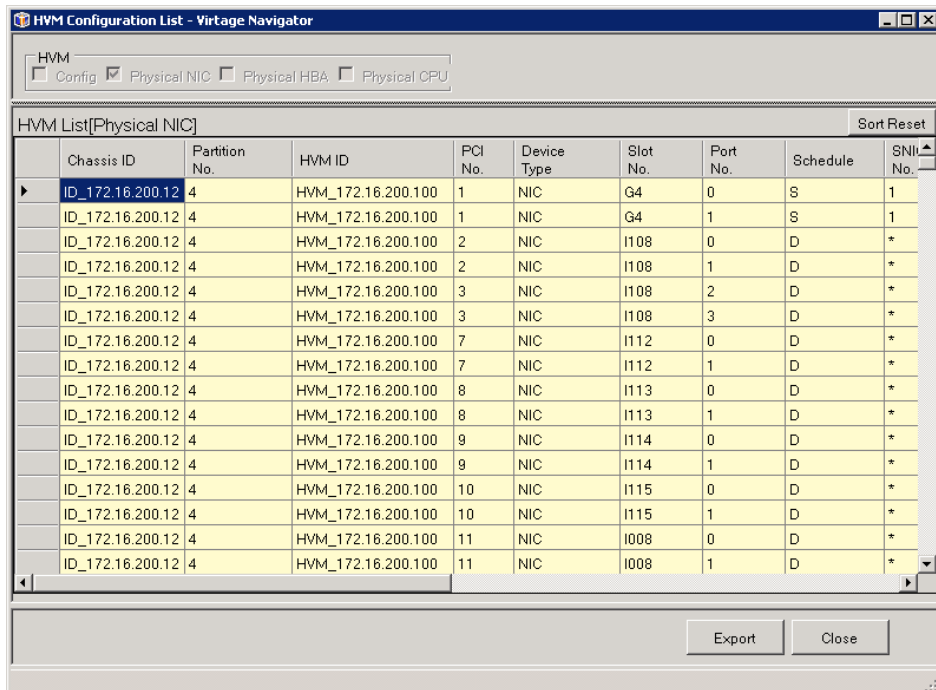 HVM Configuration List - Virtage Navigator
HVM
Config Physical NIC Physical HBA Physical CPU
HVM List[Physical NIC] Sort Reset
Chassis ID Partition No. HVM ID PCI No. Device Type Slot No. Port No. Schedule No.
ID_172.16.200.12 4 HVM_172.16.200.100 1 NIC G4 0 S 1
ID_172.16.200.12 4 HVM_172.16.200.100 1 NIC G4 1 S 1
ID_172.16.200.12 4 HVM_172.16.200.100 2 NIC I108 0 D *
ID_172.16.200.12 4 HVM_172.16.200.100 2 NIC I108 1 D *
ID_172.16.200.12 4 HVM_172.16.200.100 3 NIC I108 2 D *
ID_172.16.200.12 4 HVM_172.16.200.100 3 NIC I108 3 D *
ID_172.16.200.12 4 HVM_172.16.200.100 7 NIC I112 0 D *
ID_172.16.200.12 4 HVM_172.16.200.100 7 NIC I112 1 D *
ID_172.16.200.12 4 HVM_172.16.200.100 8 NIC I113 0 D *
ID_172.16.200.12 4 HVM_172.16.200.100 8 NIC I113 1 D *
ID_172.16.200.12 4 HVM_172.16.200.100 9 NIC I114 0 D *
ID_172.16.200.12 4 HVM_172.16.200.100 9 NIC I114 1 D *
ID_172.16.200.12 4 HVM_172.16.200.100 10 NIC I115 0 D *
ID_172.16.200.12 4 HVM_172.16.200.100 10 NIC I115 1 D *
ID_172.16.200.12 4 HVM_172.16.200.100 11 NIC I008 0 D *
ID_172.16.200.12 4 HVM_172.16.200.100 11 NIC I008 1 D *
Export Close